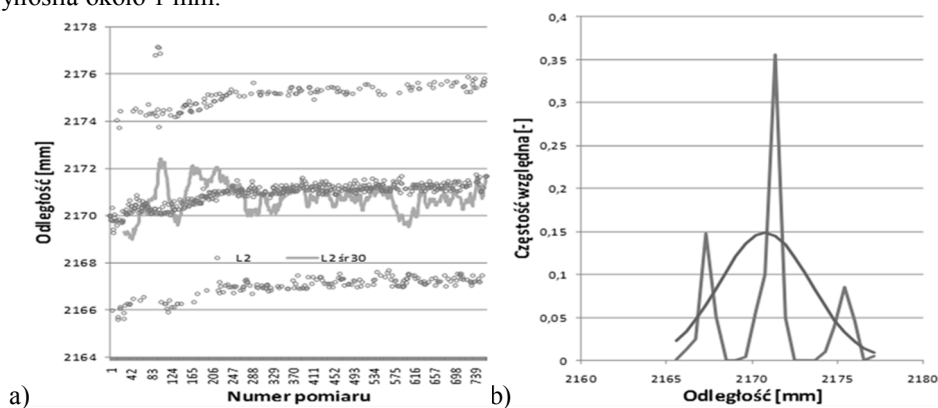 około 1 mm.
2178
2176
2174
2172
2170
2168
2166
2164
Odległość [mm]
L2 L2 śr30
1 42 83 124 165 206 247 288 329 370 411 452 493 534 575 616 657 698 739
Numer pomiaru
a)
0,4
0,35
0,3
0,25
0,2
0,15
0,1
0,05
0
Częstość względna [-]
2160 2165 2170 2175 2180
Odległość [mm]
b)